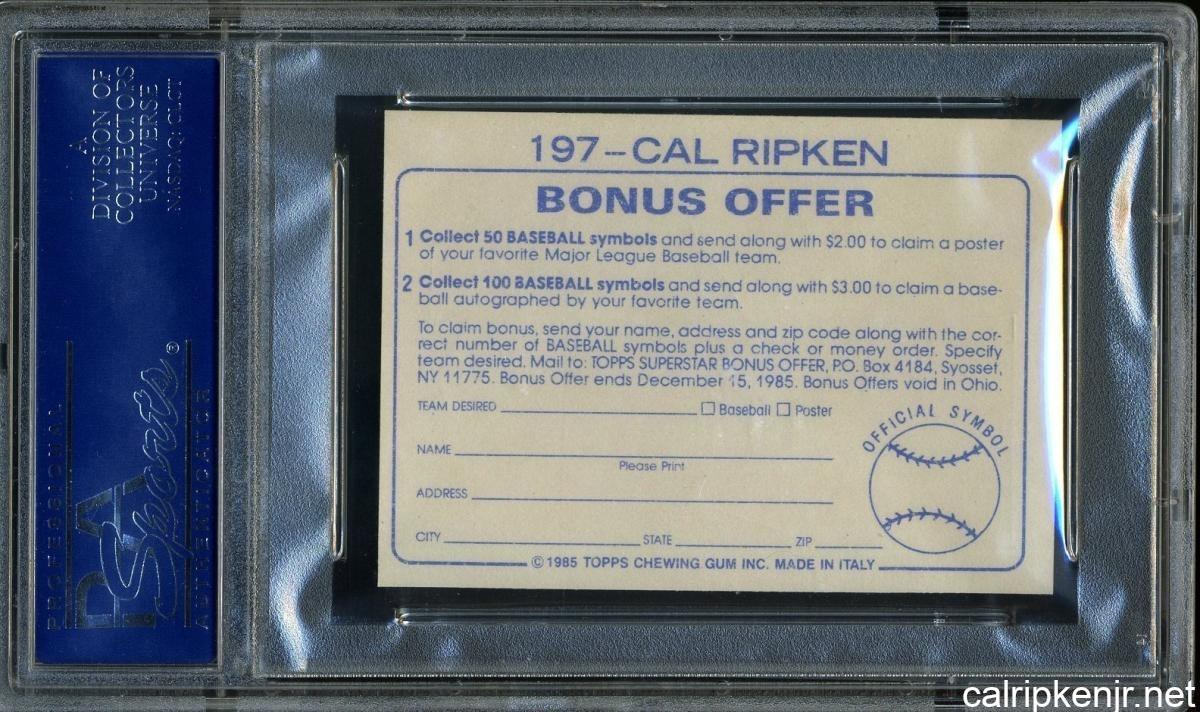 A
DIVISION OF
COLLECTORS
UNIVERSE
NASDAQ: CLCT
PROFESSIONAL
PSA
Sports®
AUTHENTICATOR
197--CAL RIPKEN
BONUS OFFER
1 Collect 50 BASEBALL symbols and send along with $2.00 to claim a poster
of your favorite Major League Baseball team.
2 Collect 100 BASEBALL symbols and send along with $3.00 to claim a base-
ball autographed by your favorite team.
To claim bonus, send your name, address and zip code along with the cor-
rect number of BASEBALL symbols plus a check or money order. Specify
team desired. Mail to: TOPPS SUPERSTAR BONUS OFFER, P.O. Box 4184, Syosset,
NY 11775. Bonus Offer ends December 15, 1985. Bonus Offers void in Ohio.
TEAM DESIRED Baseball Poster
OFFICIAL SYMBOL
NAME
Please Print
ADDRESS
CITY STATE ZIP
©1985 TOPPS CHEWING GUM INC. MADE IN ITALY
calripkenjr.net